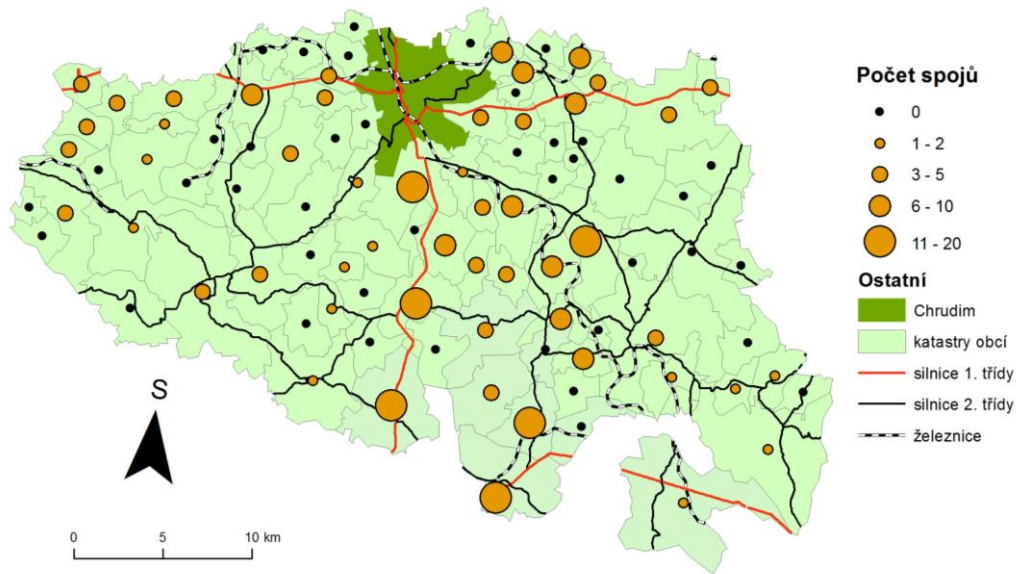 Počet spojů
0
1 - 2
3 - 5
6 - 10
11 - 20
Ostatní
Chrudim
katastry obcí
silnice 1. třídy
silnice 2. třídy
železnice
S
0 5 10 km